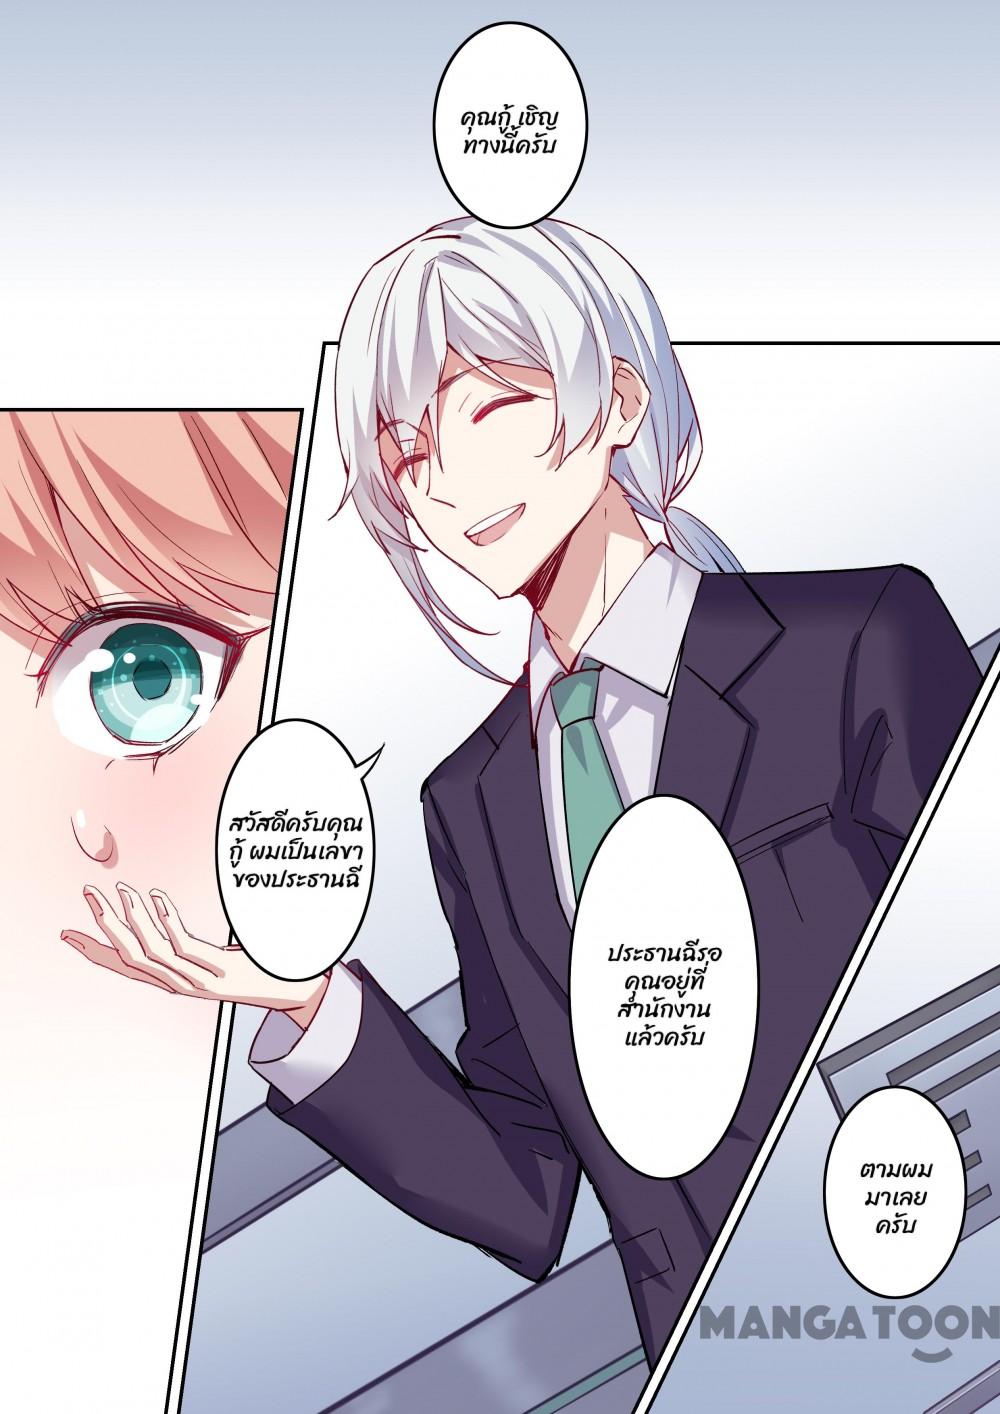 คุณกู้ เชิญ
ทางนี้ครับ
สวัสดีครับคุณ
กู้ ผมเป็นเลขา
ของประธานฉี
ประธานฉีรอ
คุณอยู่ที่
สำนักงาน
แล้วครับ
ตามผม
มาเลย
ครับ
MANGATOON